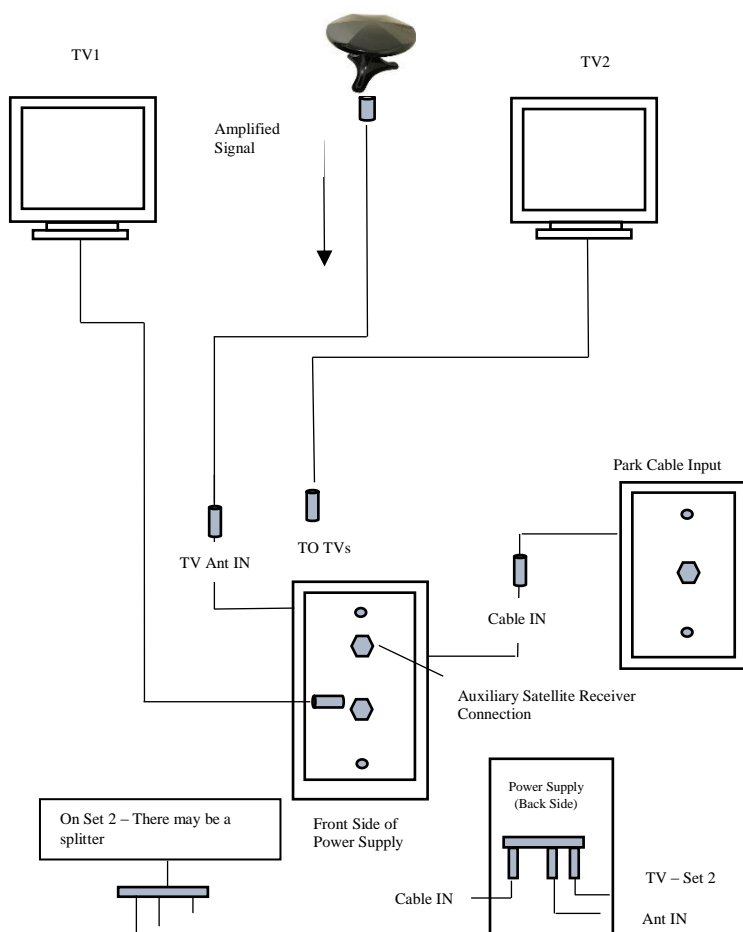 TV1
TV2
Amplified
Signal
Park Cable Input
TV Ant IN
TO TVs
Cable IN
Auxiliary Satellite Receiver
Connection
On Set 2 – There may be a
splitter
Front Side of
Power Supply
Power Supply
(Back Side)
Cable IN
TV – Set 2
Ant IN